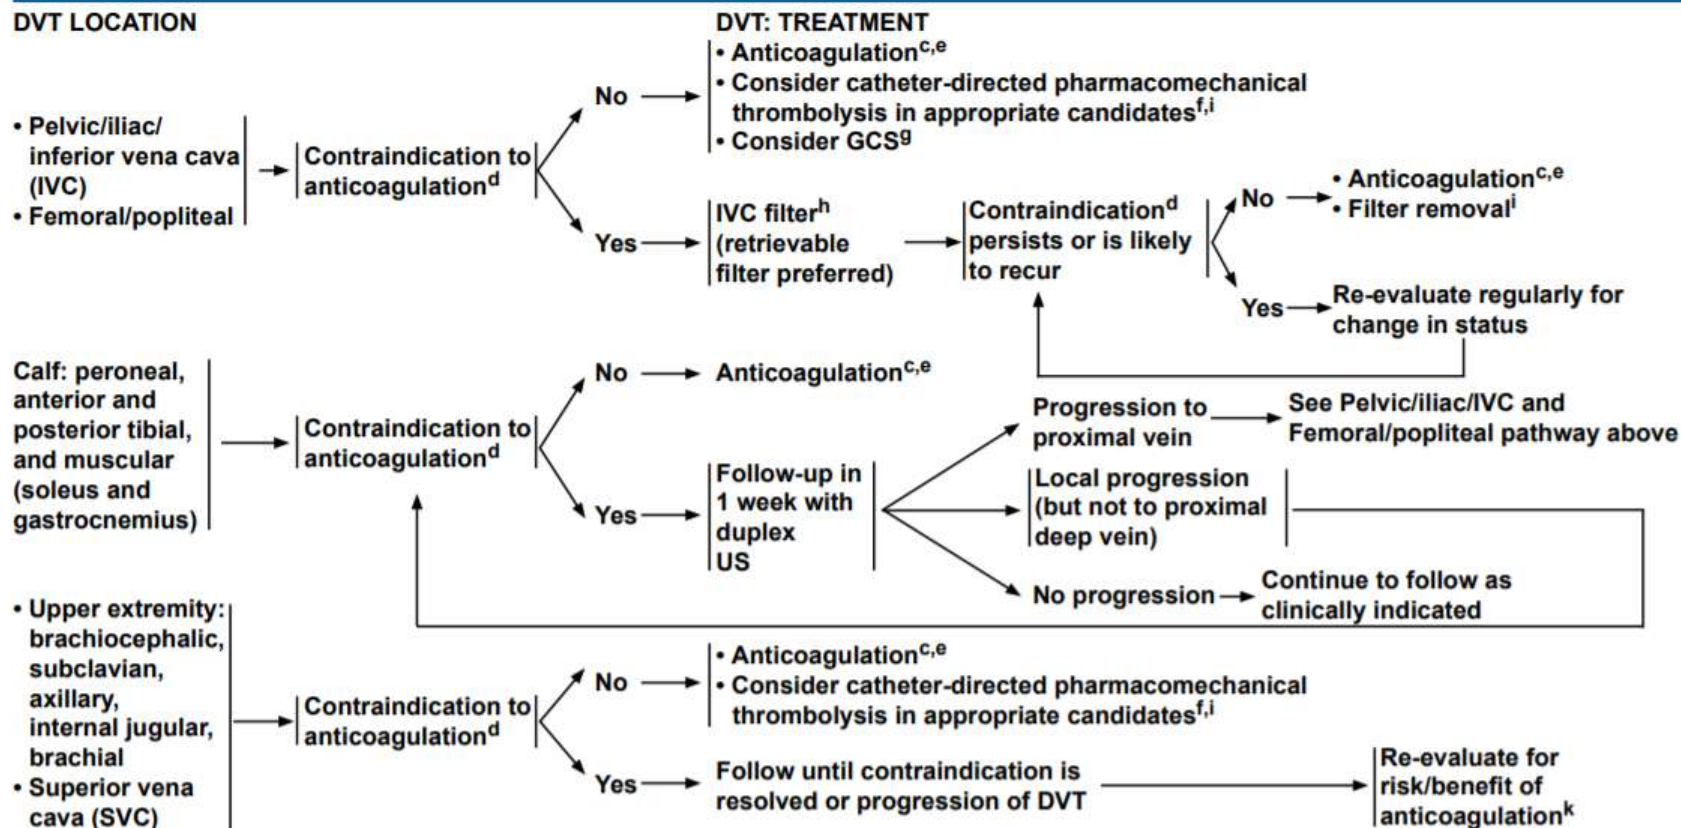 DVT LOCATION
DVT: TREATMENT
• Pelvic/iliac/
inferior vena cava
(IVC)
• Femoral/popliteal
Contraindication to
anticoagulationd
No
• Anticoagulationc,e
• Consider catheter-directed pharmacomechanical
thrombolysis in appropriate candidatesf,i
• Consider GCSg
Yes
IVC filterh
(retrievable
filter preferred)
Contraindicationd
persists or is likely
to recur
No
• Anticoagulationc,e
• Filter removali
Yes
Re-evaluate regularly for
change in status
Calf: peroneal,
anterior and
posterior tibial,
and muscular
(soleus and
gastrocnemius)
Contraindication to
anticoagulationd
No
Anticoagulationc,e
Yes
Follow-up in
1 week with
duplex
US
Progression to
proximal vein
See Pelvic/iliac/IVC and
Femoral/popliteal pathway above
Local progression
(but not to proximal
deep vein)
No progression
Continue to follow as
clinically indicated
• Upper extremity:
brachiocephalic,
subclavian,
axillary,
internal jugular,
brachial
• Superior vena
cava (SVC)
Contraindication to
anticoagulationd
No
• Anticoagulationc,e
• Consider catheter-directed pharmacomechanical
thrombolysis in appropriate candidatesf,i
Yes
Follow until contraindication is
resolved or progression of DVT
Re-evaluate for
risk/benefit of
anticoagulationk